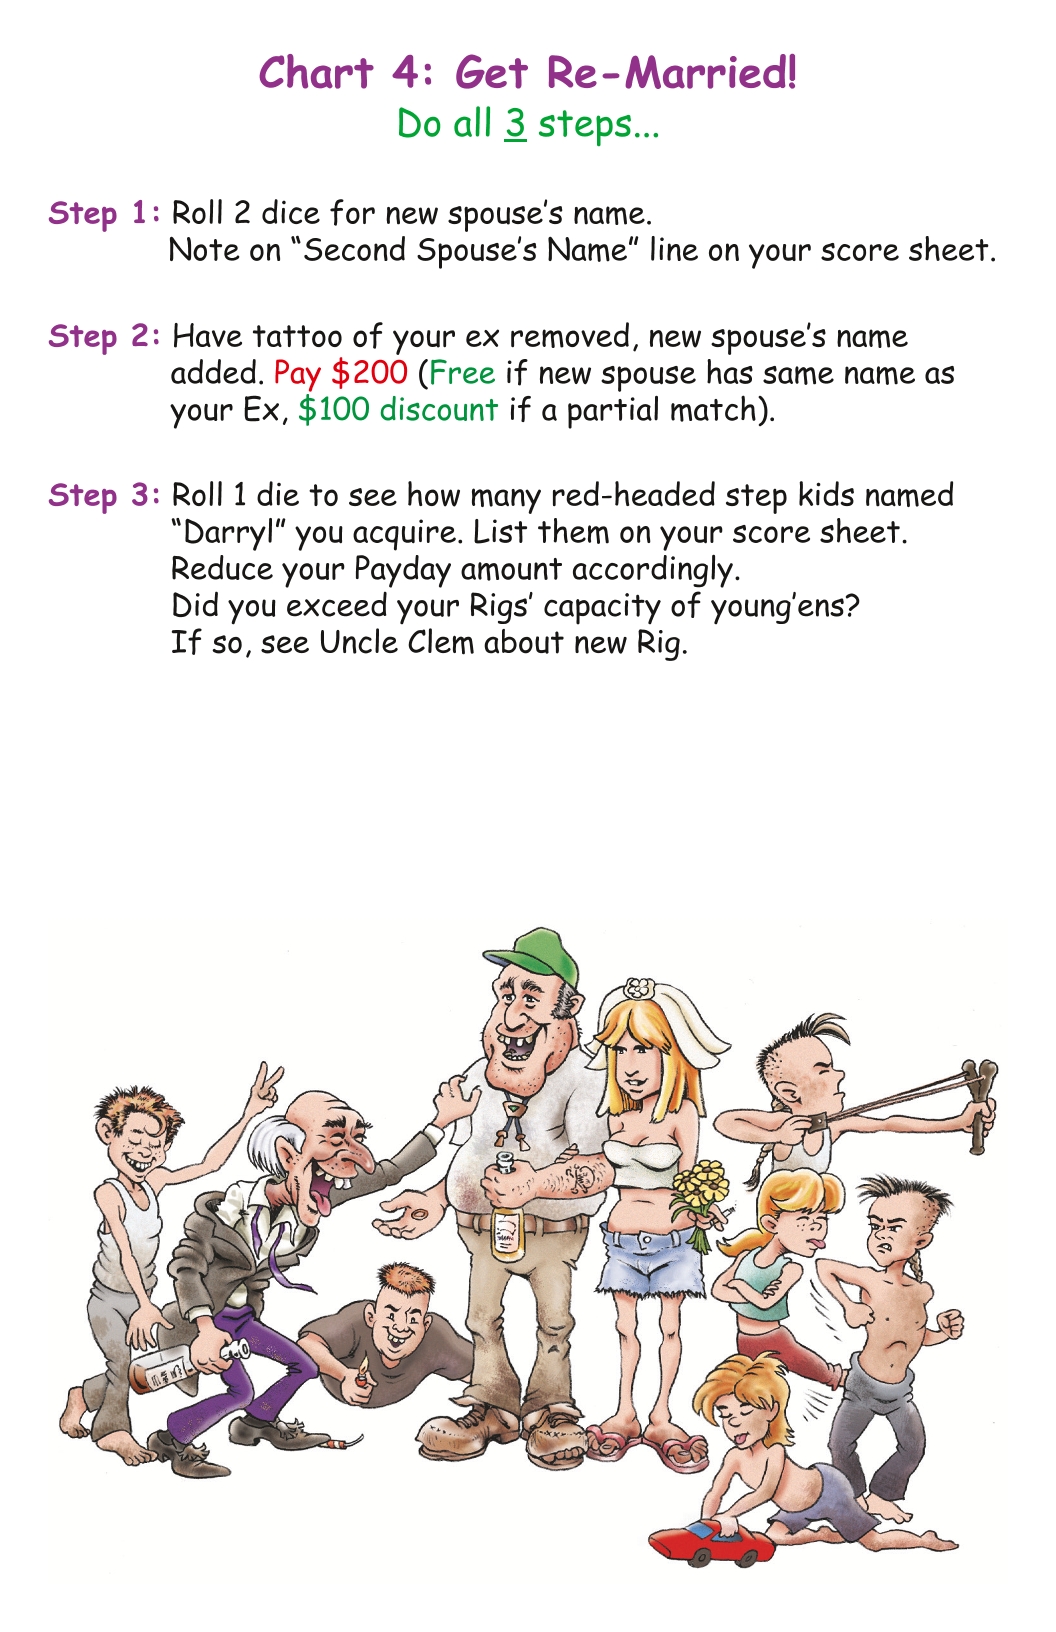 Chart 4: Get Re-Married!
Do all 3 steps...
Step 1: Roll 2 dice for new spouse's name.
Note on “Second Spouse's Name” line on your score sheet.
Step 2: Have tattoo of your ex removed, new spouse's name
added. Pay $200 (Free if new spouse has same name as
your Ex, $100 discount if a partial match).
Step 3: Roll 1 die to see how many red-headed step kids named
“Darryl” you acquire. List them on your score sheet.
Reduce your Payday amount accordingly.
Did you exceed your Rigs' capacity of young'ens?
If so, see Uncle Clem about new Rig.